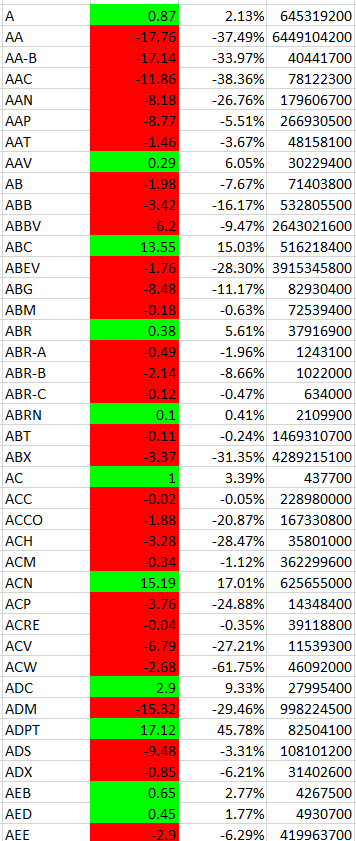 A 0.87 2.13% 645319200
AA -17.76 -37.49% 6449104200
AA-B -17.14 -33.97% 40441700
AAC -11.86 -38.36% 78122300
AAN -8.18 -26.76% 179606700
AAP -8.77 -5.51% 266930500
AAT -1.46 -3.67% 48158100
AAV 0.29 6.05% 30229400
AB -1.98 -7.67% 71403800
ABB -3.42 -16.17% 532805500
ABBV -6.2 -9.47% 2643021600
ABC 13.55 15.03% 516218400
ABEV -1.76 -28.30% 3915345800
ABG -8.48 -11.17% 82930400
ABM -0.18 -0.63% 72539400
ABR 0.38 5.61% 37916900
ABR-A -0.49 -1.96% 1243100
ABR-B -2.14 -8.66% 1022000
ABR-C -0.12 -0.47% 634000
ABRN 0.1 0.41% 2109900
ABT -0.11 -0.24% 1469310700
ABX -3.37 -31.35% 4289215100
AC 1 3.39% 437700
ACC -0.02 -0.05% 228980000
ACCO -1.88 -20.87% 167330800
ACH -3.28 -28.47% 35801000
ACM -0.34 -1.12% 362299600
ACN 15.19 17.01% 625655000
ACP -3.76 -24.88% 14348400
ACRE -0.04 -0.35% 39118800
ACV -6.79 -27.21% 11539300
ACW -2.68 -61.75% 46092000
ADC 2.9 9.33% 27995400
ADM -15.32 -29.46% 998224500
ADPT 17.12 45.78% 82504100
ADS -9.48 -3.31% 108101200
ADX -0.85 -6.21% 31402600
AEB 0.65 2.77% 4267500
AED 0.45 1.77% 4930700
AEE -2.9 -6.29% 419963700